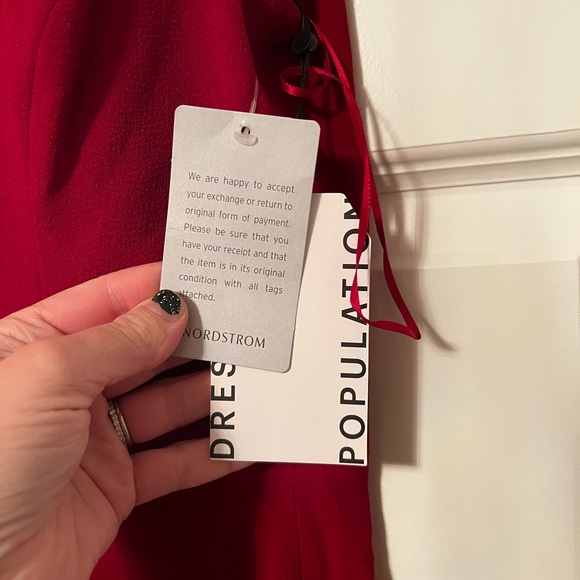 We are happy to accept
your exchange or return to
original form of payment.
Please be sure that you
have your receipt and that
the item is in its original
condition with all tags
attached.
NORDSTROM
DRES
POPULATION